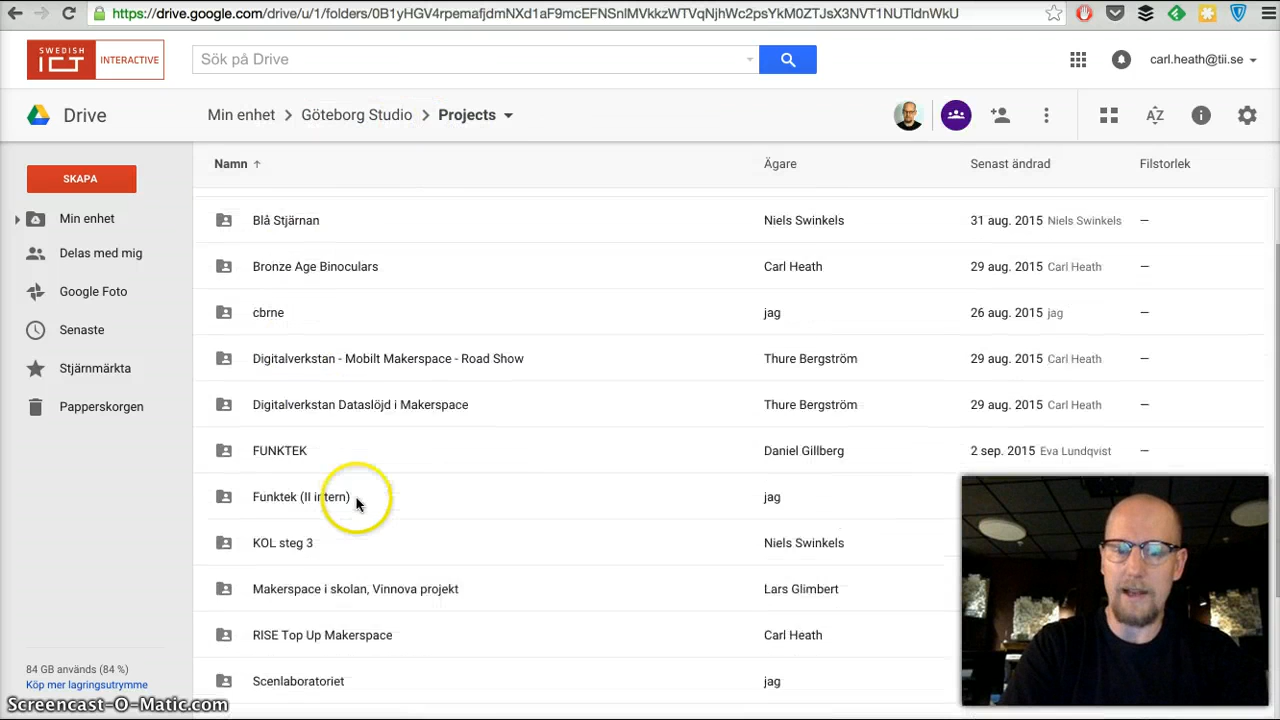 https://drive.google.com/drive/u/1/folders/0B1yHGV4rpemafjdmNXd1aF9mcEFNSnlMVkkzWTVqNjhWc2psYkM0ZTJsX3NVT1NUTldnWkU
SWEDISH ICT INTERACTIVE
Sök på Drive
carl.heath@tii.se
Drive
Min enhet > Göteborg Studio > Projects
AZ
SKAPA
Min enhet
Delas med mig
Google Foto
Senaste
Stjärnmärkta
Papperskorgen
84 GB används (84 %)
Köp mer lagringsutrymme
Namn Ägare Senast ändrad Filstorlek
Blå Stjärnan Niels Swinkels 31 aug. 2015 Niels Swinkels —
Bronze Age Binoculars Carl Heath 29 aug. 2015 Carl Heath —
cbrne jag 26 aug. 2015 jag —
Digitalverkstan - Mobilt Makerspace - Road Show Thure Bergström 29 aug. 2015 Carl Heath —
Digitalverkstan Dataslöjd i Makerspace Thure Bergström 29 aug. 2015 Carl Heath —
FUNKTEK Daniel Gillberg 2 sep. 2015 Eva Lundqvist —
Funktek (II intern) jag
KOL steg 3 Niels Swinkels
Makerspace i skolan, Vinnova projekt Lars Glimbert
RISE Top Up Makerspace Carl Heath
Scenlaboratoriet jag
Screencast-O-Matic.com